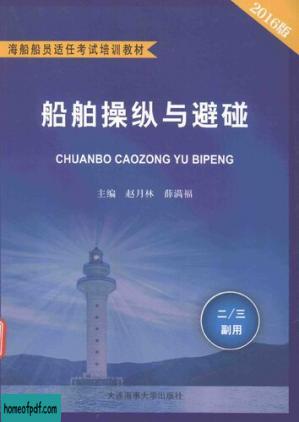 海船船员适任考试培训教材
2016版
船舶操纵与避碰
CHUANBO CAOZONG YU BIPENG
主编 赵月林 薛满福
二/三
副用
大连海事大学出版社
homeofpdf.com